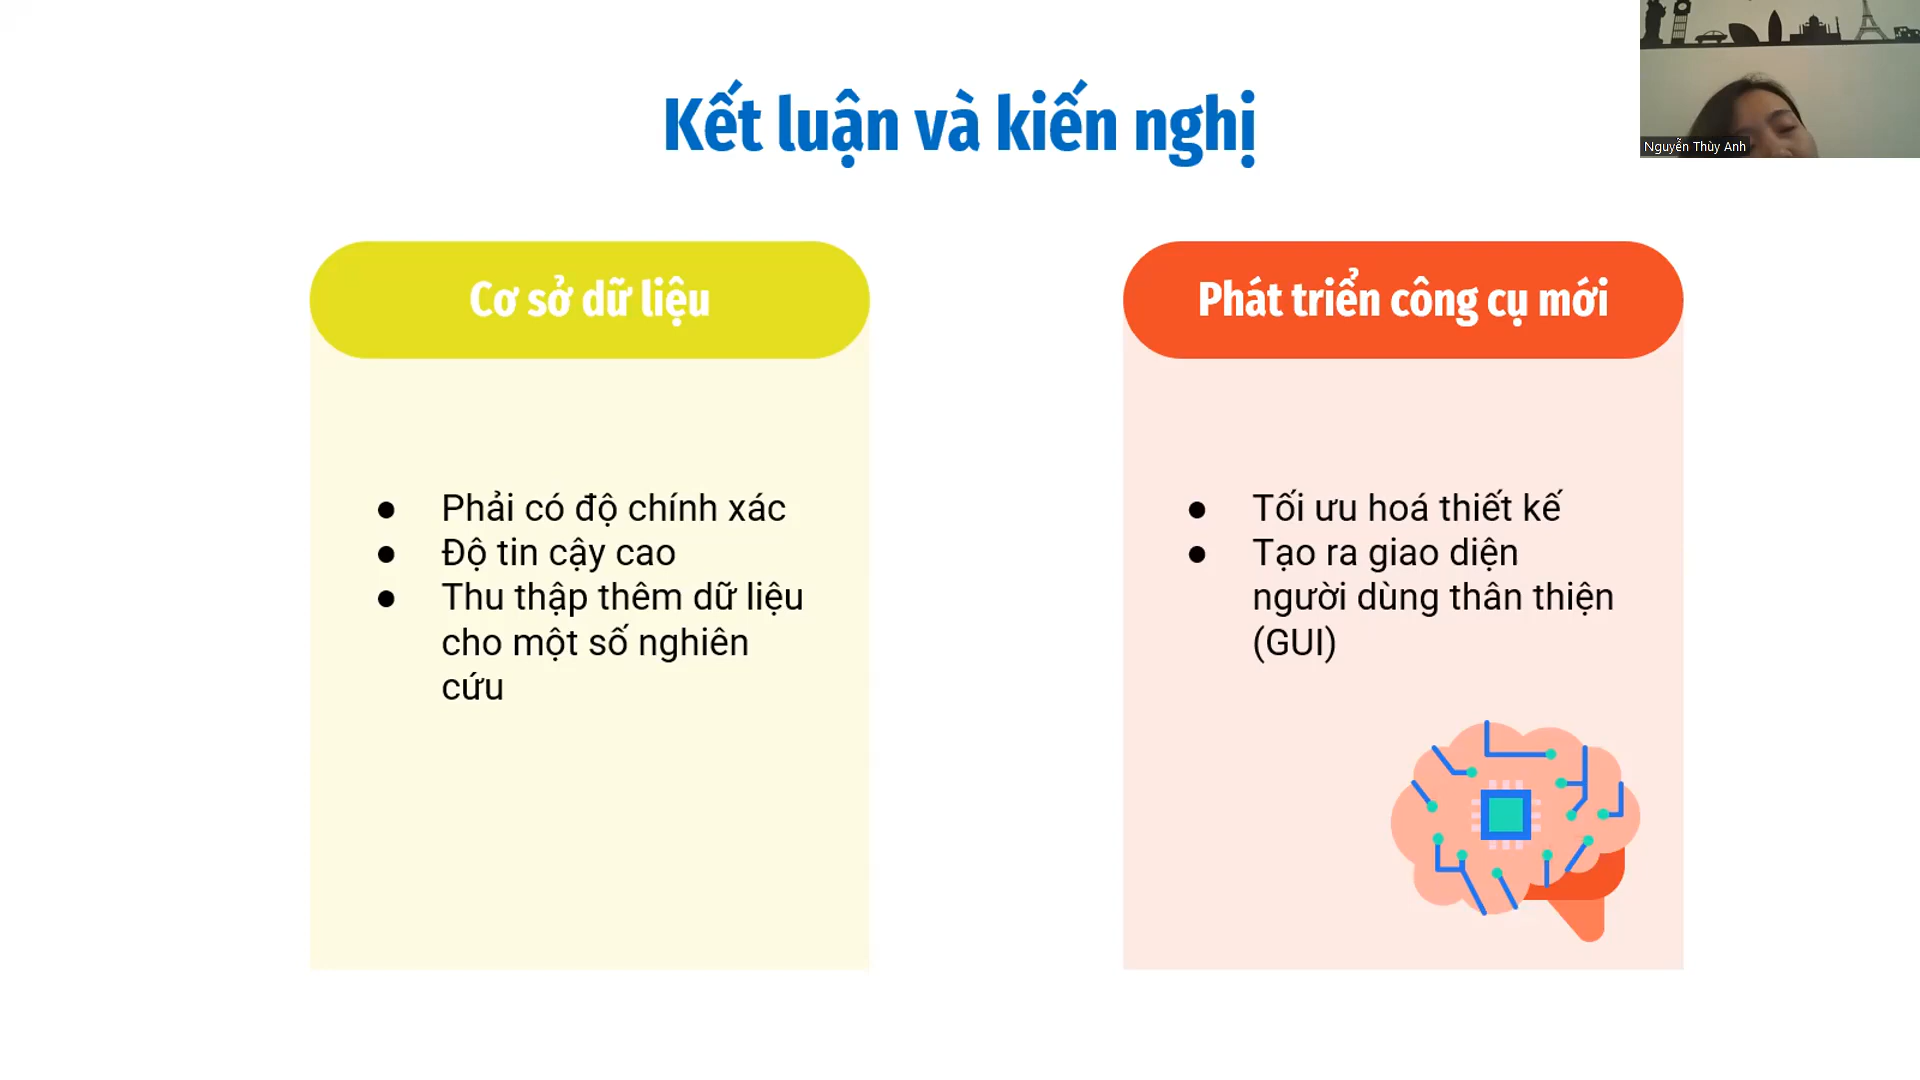 Kết luận và kiến nghị
Nguyễn Thùy Anh
Cơ sở dữ liệu
Phải có độ chính xác
Độ tin cậy cao
Thu thập thêm dữ liệu
cho một số nghiên
cứu
Phát triển công cụ mới
Tối ưu hoá thiết kế
Tạo ra giao diện
người dùng thân thiện
(GUI)